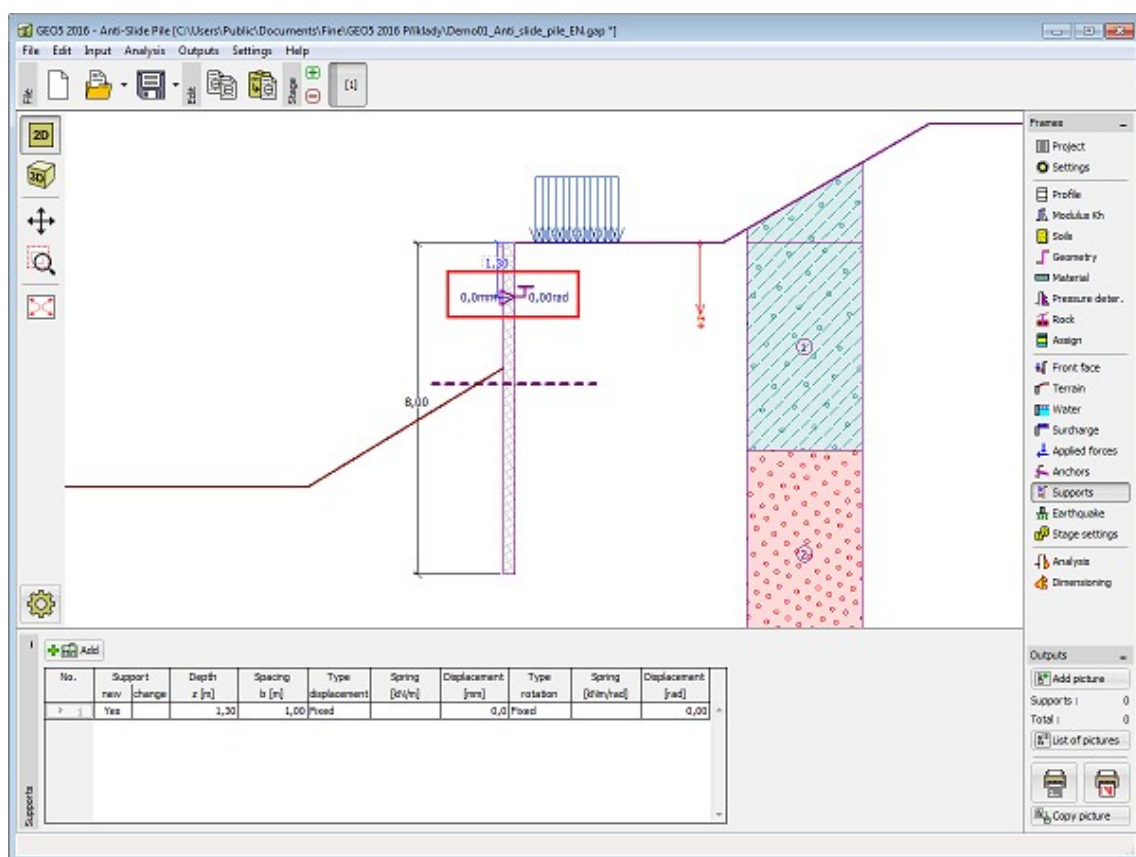 GEO5 2016 - Anti-Slide Pile [C:\Users\Public\Documents\Fine\GEO5 2016 Příklady\Demo01_Anti_slide_pile_EN.gap *]
File Edit Input Analysis Outputs Settings Help
File
Edit
Stage
[1]
2D
3D
1,30
0,0mm 0,00rad
8,00
+z
1
2
Frames
Project
Settings
Profile
Modulus Kh
Soils
Geometry
Material
Pressure deter.
Rock
Assign
Front face
Terrain
Water
Surcharge
Applied forces
Anchors
Supports
Earthquake
Stage settings
Analysis
Dimensioning
Outputs
Add picture
Supports : 0
Total : 0
List of pictures
Copy picture
Supports
Add
No. Support Depth Spacing Type Spring Displacement Type Spring Displacement
new change z [m] b [m] displacement [kN/m] [mm] rotation [kNm/rad] [rad]
1 Yes 1,30 1,00 Fixed 0,0 Fixed 0,00